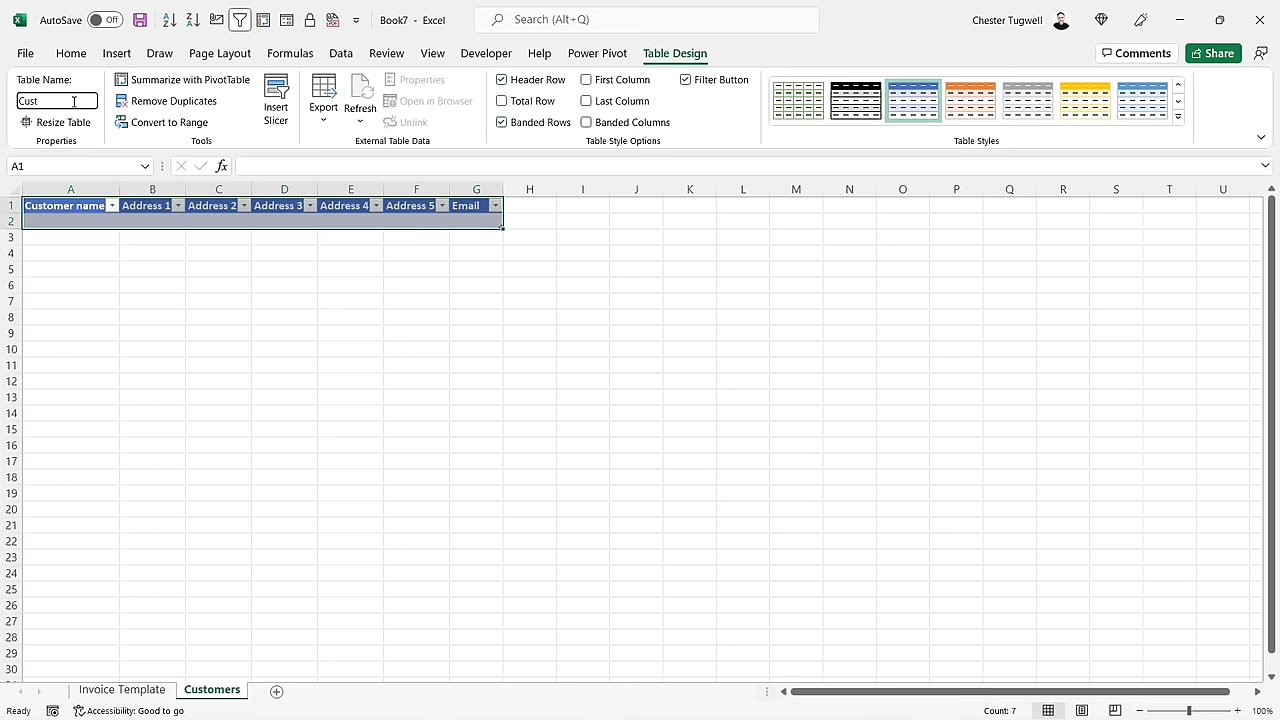 AutoSave Off Book7 - Excel Search (Alt+Q) Chester Tugwell
File Home Insert Draw Page Layout Formulas Data Review View Developer Help Power Pivot Table Design Comments Share
Table Name:
Cust
Resize Table
Properties
Summarize with PivotTable
Remove Duplicates
Convert to Range
Tools
Insert
Slicer
Export
Refresh
Properties
Open in Browser
Unlink
External Table Data
Header Row First Column Filter Button
Total Row Last Column
Banded Rows Banded Columns
Table Style Options
Table Styles
A1 fx
A B C D E F G H I J K L M N O P Q R S T U
1 Customer name Address 1 Address 2 Address 3 Address 4 Address 5 Email
2
3
4
5
6
7
8
9
10
11
12
13
14
15
16
17
18
19
20
21
22
23
24
25
26
27
28
29
30
Invoice Template Customers
Ready Accessibility: Good to go Count: 7 100%